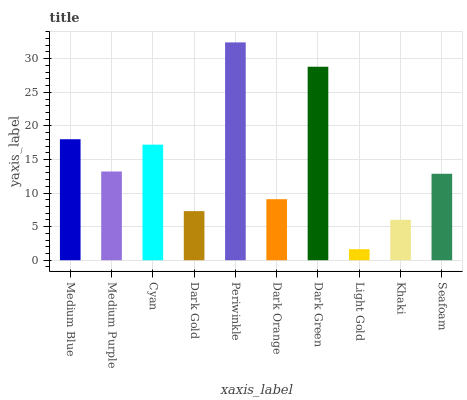 title
yaxis_label
30
25
20
15
10
5
0
Medium Blue
Medium Purple
Cyan
Dark Gold
Periwinkle
Dark Orange
Dark Green
Light Gold
Khaki
Seafoam
xaxis_label